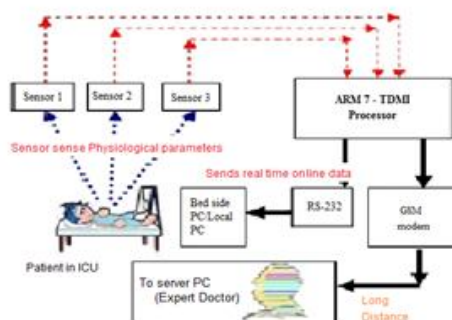 Sensor 1
Sensor 2
Sensor 3
ARM 7 - TDMI
Processor
Sensor sense Physiological parameters
Sends real time online data
Bed side
PC/Local
PC
RS-232
GSM
modem
Patient in ICU
To server PC
(Expert Doctor)
Long
Distance